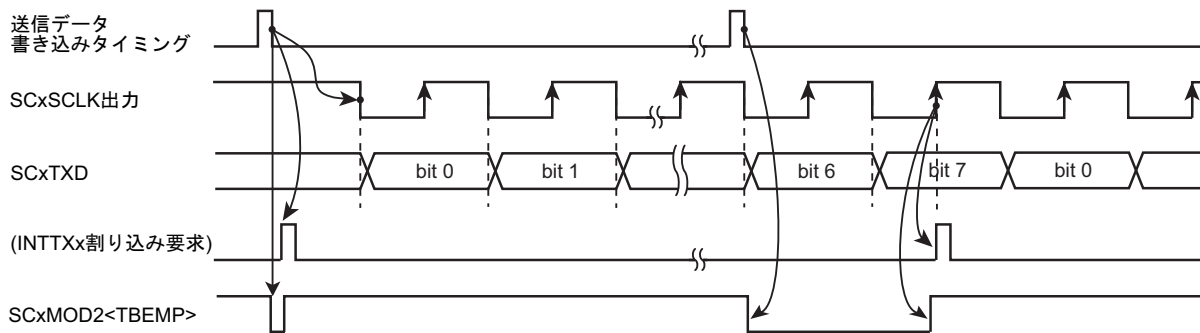 送信データ
書き込みタイミング
SCxSCLK出力
SCxTXD
bit 0
bit 1
bit 6
bit 7
bit 0
(INTTXx割り込み要求)
SCxMOD2<TBEMP>